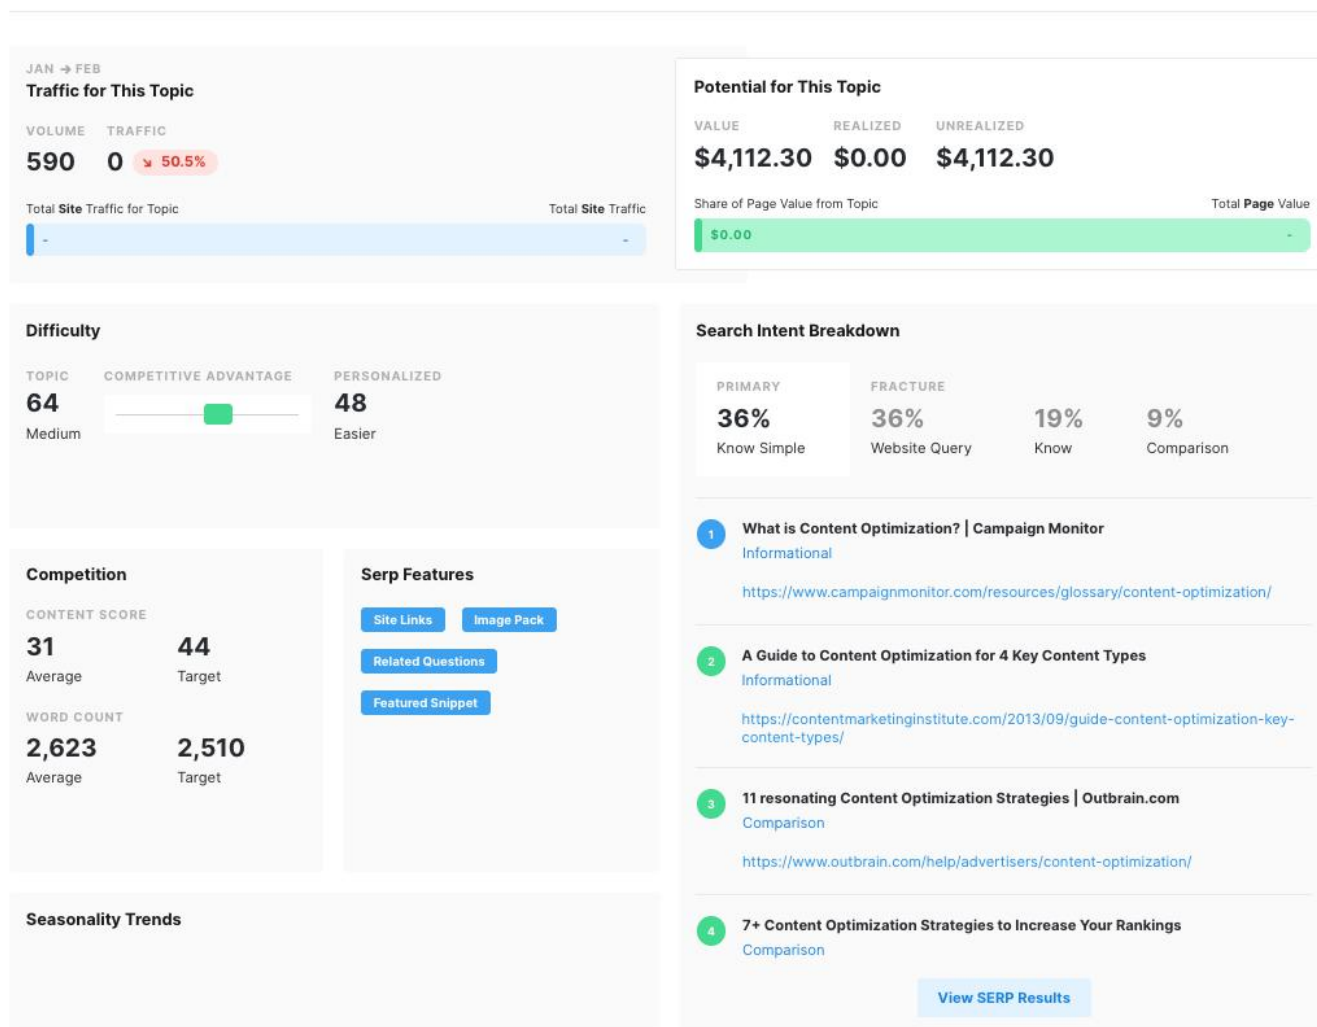 JAN → FEB
Traffic for This Topic
VOLUME TRAFFIC
590 0 ↘ 50.5%
Total Site Traffic for Topic Total Site Traffic
- -
Potential for This Topic
VALUE REALIZED UNREALIZED
$4,112.30 $0.00 $4,112.30
Share of Page Value from Topic Total Page Value
$0.00 -
Difficulty
TOPIC COMPETITIVE ADVANTAGE PERSONALIZED
64 48
Medium Easier
Search Intent Breakdown
PRIMARY FRACTURE
36% 36% 19% 9%
Know Simple Website Query Know Comparison
1 What is Content Optimization? | Campaign Monitor
Informational
https://www.campaignmonitor.com/resources/glossary/content-optimization/
2 A Guide to Content Optimization for 4 Key Content Types
Informational
https://contentmarketinginstitute.com/2013/09/guide-content-optimization-key-
content-types/
3 11 resonating Content Optimization Strategies | Outbrain.com
Comparison
https://www.outbrain.com/help/advertisers/content-optimization/
4 7+ Content Optimization Strategies to Increase Your Rankings
Comparison
View SERP Results
Competition
CONTENT SCORE
31 44
Average Target
WORD COUNT
2,623 2,510
Average Target
Serp Features
Site Links Image Pack
Related Questions
Featured Snippet
Seasonality Trends